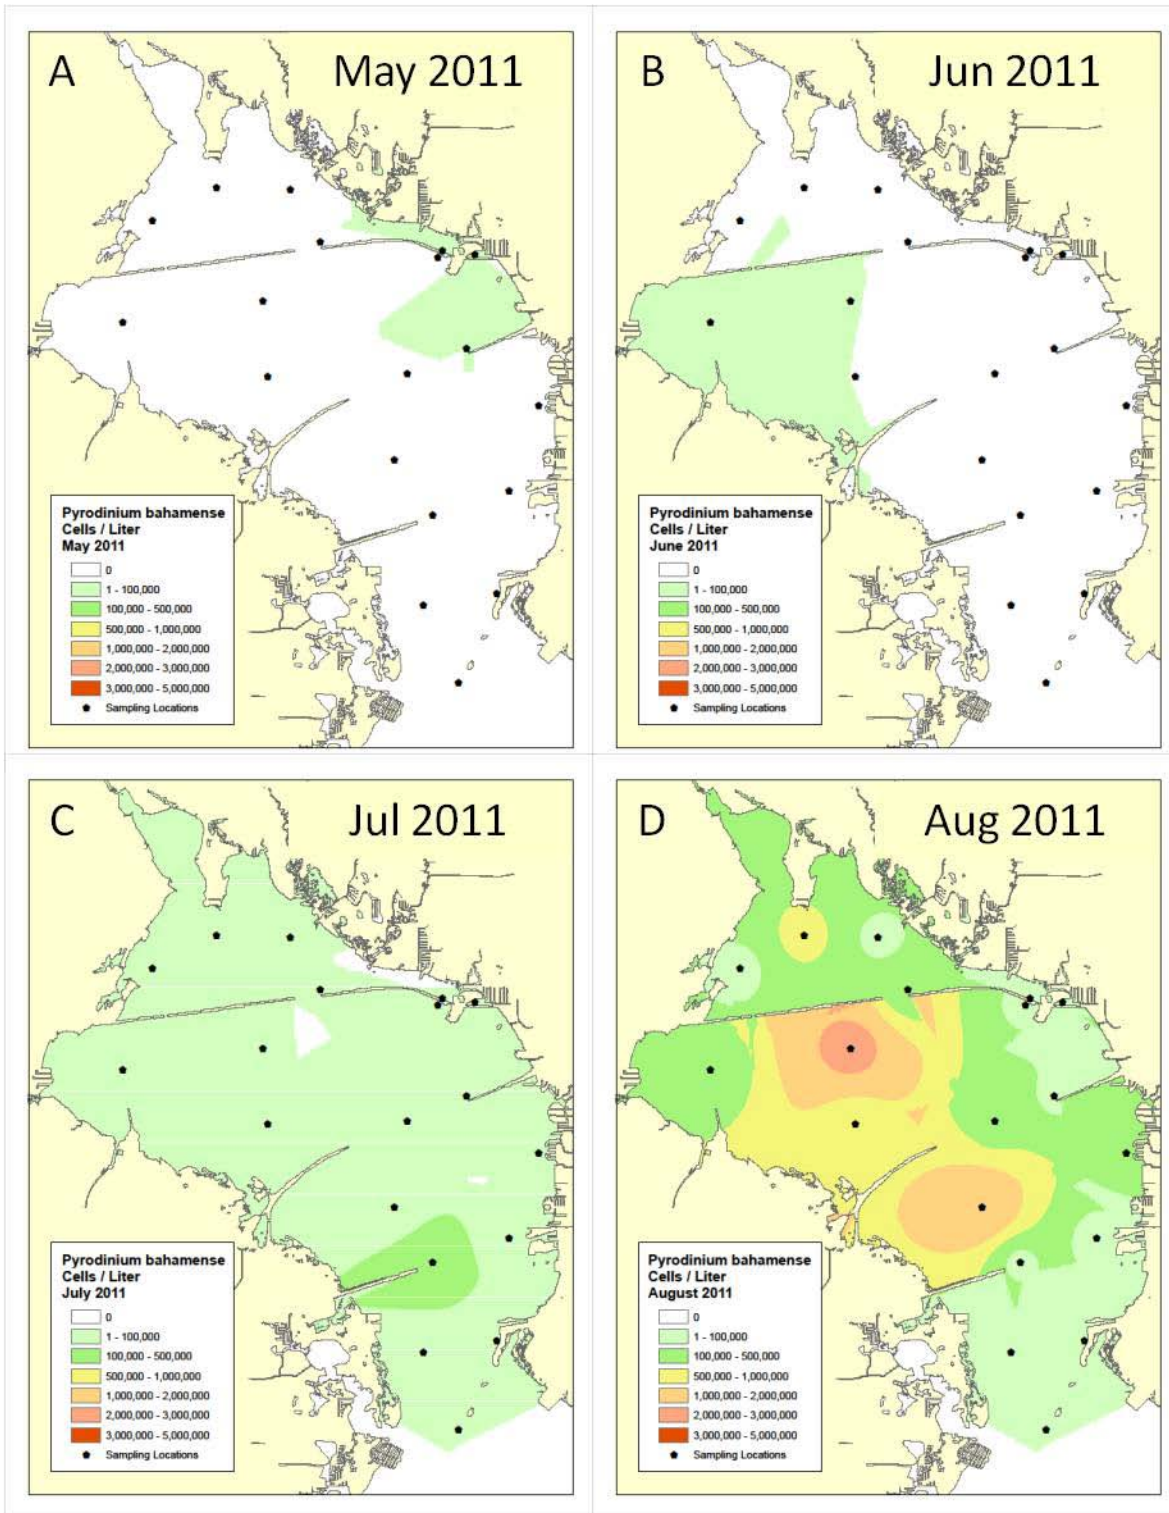 A
May 2011
Pyrodinium bahamense
Cells / Liter
May 2011
0
1 - 100,000
100,000 - 500,000
500,000 - 1,000,000
1,000,000 - 2,000,000
2,000,000 - 3,000,000
3,000,000 - 5,000,000
Sampling Locations
B
Jun 2011
Pyrodinium bahamense
Cells / Liter
June 2011
0
1 - 100,000
100,000 - 500,000
500,000 - 1,000,000
1,000,000 - 2,000,000
2,000,000 - 3,000,000
3,000,000 - 5,000,000
Sampling Locations
C
Jul 2011
Pyrodinium bahamense
Cells / Liter
July 2011
0
1 - 100,000
100,000 - 500,000
500,000 - 1,000,000
1,000,000 - 2,000,000
2,000,000 - 3,000,000
3,000,000 - 5,000,000
Sampling Locations
D
Aug 2011
Pyrodinium bahamense
Cells / Liter
August 2011
0
1 - 100,000
100,000 - 500,000
500,000 - 1,000,000
1,000,000 - 2,000,000
2,000,000 - 3,000,000
3,000,000 - 5,000,000
Sampling Locations